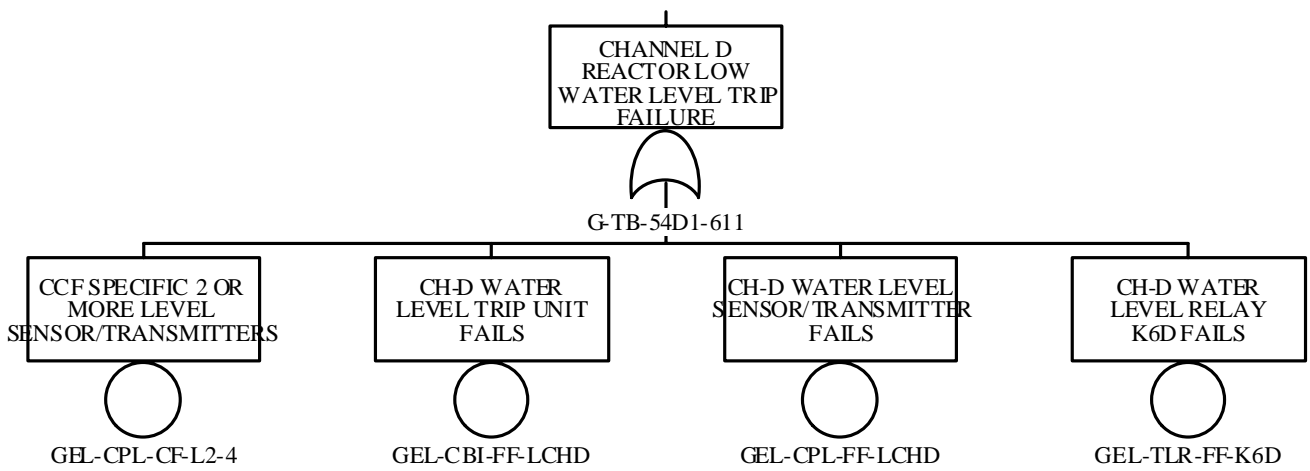 CHANNEL D
REACTOR LOW
WATER LEVEL TRIP
FAILURE
G-TB-54D1-611
CCF SPECIFIC 2 OR
MORE LEVEL
SENSOR/TRANSMITTERS
CH-D WATER
LEVEL TRIP UNIT
FAILS
CH-D WATER LEVEL
SENSOR/TRANSMITTER
FAILS
CH-D WATER
LEVEL RELAY
K6D FAILS
GEL-CPL-CF-L2-4
GEL-CBI-FF-LCHD
GEL-CPL-FF-LCHD
GEL-TLR-FF-K6D